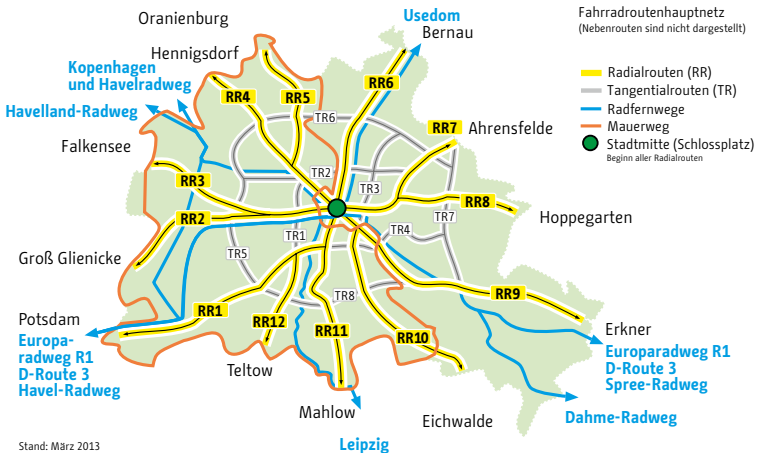 Oranienburg
Usedom
Bernau
Fahrradroutenhauptnetz
(Nebenrouten sind nicht dargestellt)
Hennigsdorf
Kopenhagen
und Havelradweg
Havelland-Radweg
Radialrouten (RR)
Tangentialrouten (TR)
Radfernwege
Mauerweg
Stadtmitte (Schlossplatz)
Beginn aller Radialrouten
RR4
RR5
RR6
TR6
RR7
Ahrensfelde
Falkensee
RR3
TR2
TR3
RR8
RR2
TR7
Hoppegarten
TR1
TR4
TR5
Groß Glienicke
RR9
TR8
RR1
RR12
RR11
RR10
Potsdam
Europa-
radweg R1
D-Route 3
Havel-Radweg
Erkner
Europaradweg R1
D-Route 3
Spree-Radweg
Teltow
Mahlow
Eichwalde
Dahme-Radweg
Leipzig
Stand: März 2013